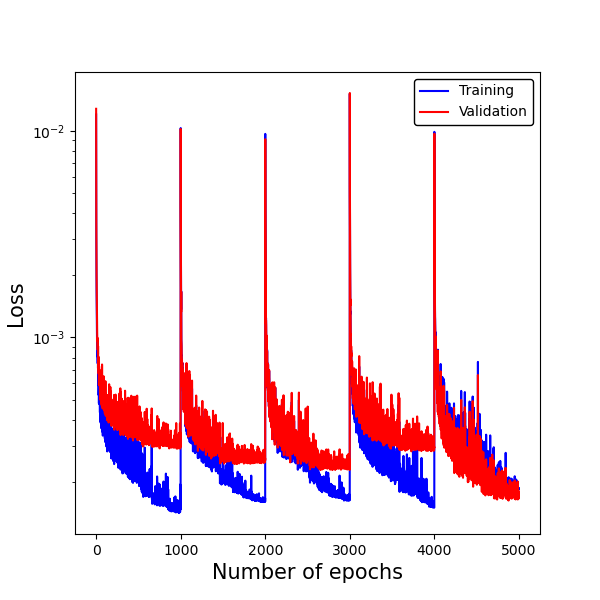 Training
Validation
10⁻²
10⁻³
Loss
0 1000 2000 3000 4000 5000
Number of epochs